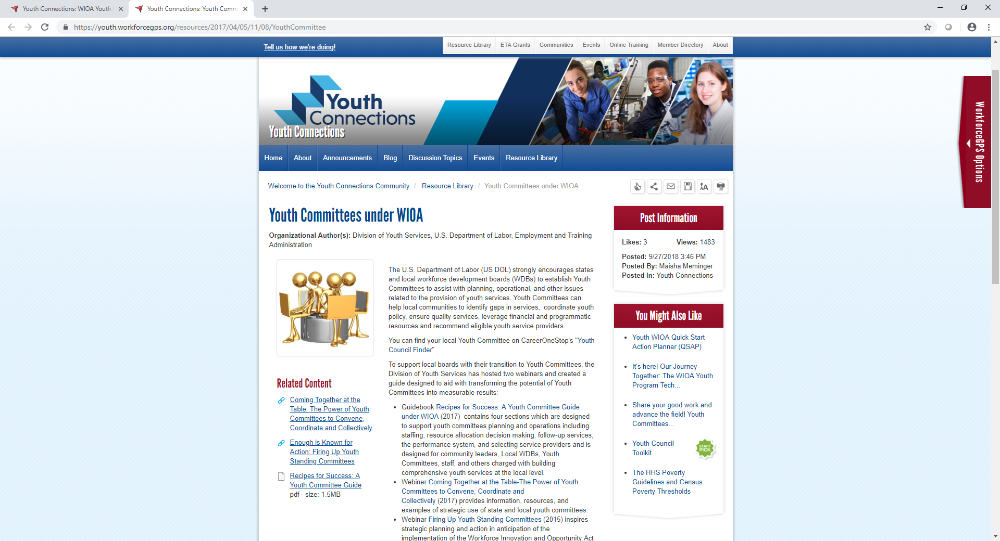 Youth Connections: WIOA Youth
Youth Connections: Youth Comm
https://youth.workforcegps.org/resources/2017/04/05/11/08/YouthCommittee
Tell us how we're doing!
Resource Library
ETA Grants
Communities
Events
Online Training
Member Directory
About
Youth
Connections
Youth Connections
Home
About
Announcements
Blog
Discussion Topics
Events
Resource Library
WorkforceGPS Options
Welcome to the Youth Connections Community / Resource Library / Youth Committees under WIOA
Youth Committees under WIOA
Organizational Author(s): Division of Youth Services, U.S. Department of Labor, Employment and Training
Administration
The U.S. Department of Labor (US DOL) strongly encourages states
and local workforce development boards (WDBs) to establish Youth
Committees to assist with planning, operational, and other issues
related to the provision of youth services. Youth Committees can
help local communities to identify gaps in services, coordinate youth
policy, ensure quality services, leverage financial and programmatic
resources and recommend eligible youth service providers.
You can find your local Youth Committee on CareerOneStop's "Youth
Council Finder"
To support local boards with their transition to Youth Committees, the
Division of Youth Services has hosted two webinars and created a
guide designed to aid with transforming the potential of Youth
Committees into measurable results:
• Guidebook Recipes for Success: A Youth Committee Guide
under WIOA (2017) contains four sections which are designed
to support youth committees planning and operations including
staffing, resource allocation decision making, follow-up services,
the performance system, and selecting service providers and is
designed for community leaders, Local WDBs, Youth
Committees, staff, and others charged with building
comprehensive youth services at the local level.
• Webinar Coming Together at the Table-The Power of Youth
Committees to Convene, Coordinate and
Collectively (2017) provides information, resources, and
examples of strategic use of state and local youth committees.
• Webinar Firing Up Youth Standing Committees (2015) inspires
strategic planning and action in anticipation of the
implementation of the Workforce Innovation and Opportunity Act
Related Content
Coming Together at the
Table: The Power of Youth
Committees to Convene,
Coordinate and Collectively
Enough is Known for
Action: Firing Up Youth
Standing Committees
Recipes for Success: A
Youth Committee Guide
pdf - size: 1.5MB
Post Information
Likes: 3 Views: 1483
Posted: 9/27/2018 3:46 PM
Posted By: Maisha Meminger
Posted In: Youth Connections
You Might Also Like
• Youth WIOA Quick Start
Action Planner (QSAP)
• It's here! Our Journey
Together: The WIOA Youth
Program Tech...
• Share your good work and
advance the field! Youth
Committees...
• Youth Council
Toolkit
STAFF
PICK
• The HHS Poverty
Guidelines and Census
Poverty Thresholds